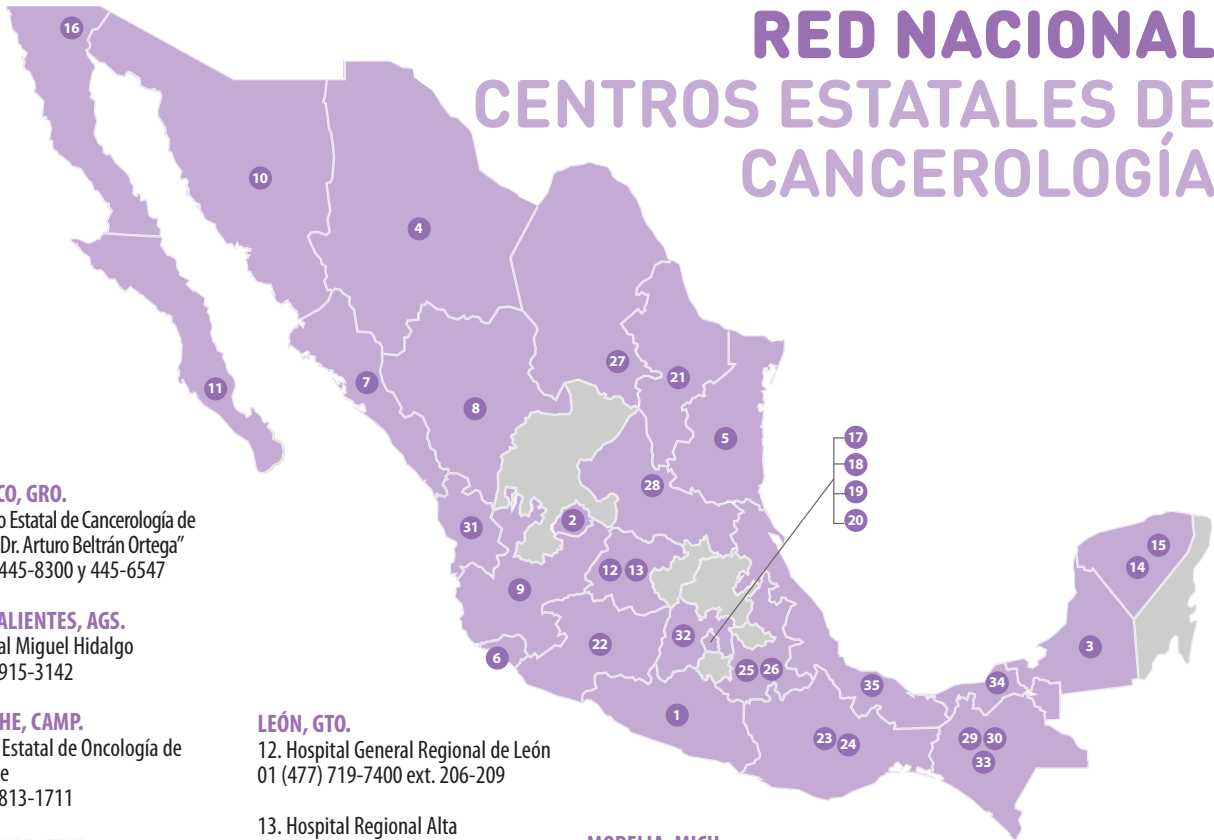 RED NACIONAL
CENTROS ESTATALES DE
CANCEROLOGÍA
16
10
4
11
7
8
27
21
5
28
17
18
19
20
31
2
12 13
9
6
22
32
25 26
1
23 24
35
34
29 30
33
3
14
15
CO, GRO.
o Estatal de Cancerología de
Dr. Arturo Beltrán Ortega”
445-8300 y 445-6547
ALIENTES, AGS.
al Miguel Hidalgo
915-3142
HE, CAMP.
Estatal de Oncología de
e
813-1711
LEÓN, GTO.
12. Hospital General Regional de León
01 (477) 719-7400 ext. 206-209
13. Hospital Regional Alta
MORELIA, MICH.